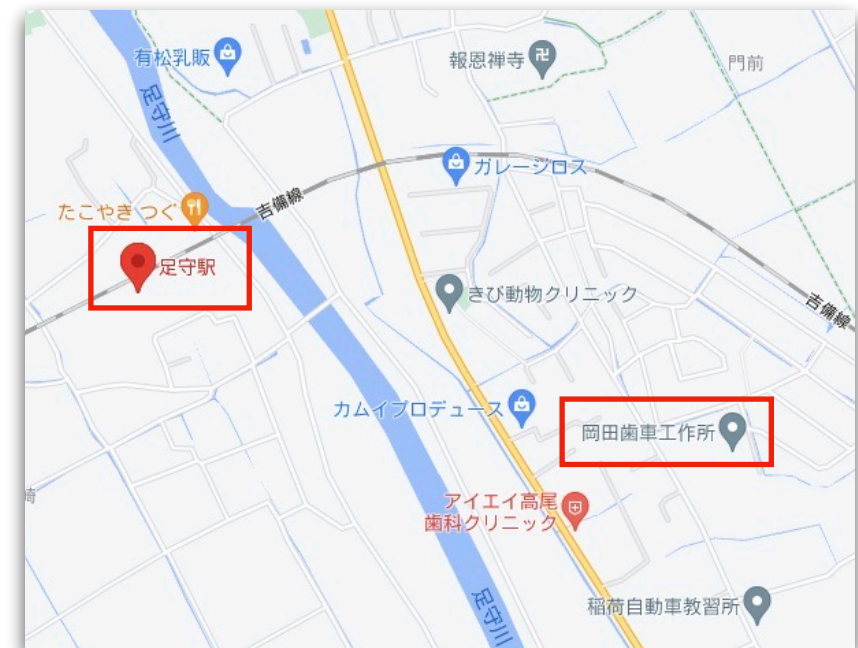 有松乳販
報恩禅寺
門前
足守川
ガレージロス
たこやき つぐ
吉備線
足守駅
きび動物クリニック
吉備線
カムイプロデュース
岡田歯車工作所
アイエイ高尾
歯科クリニック
稲荷自動車教習所
足守川